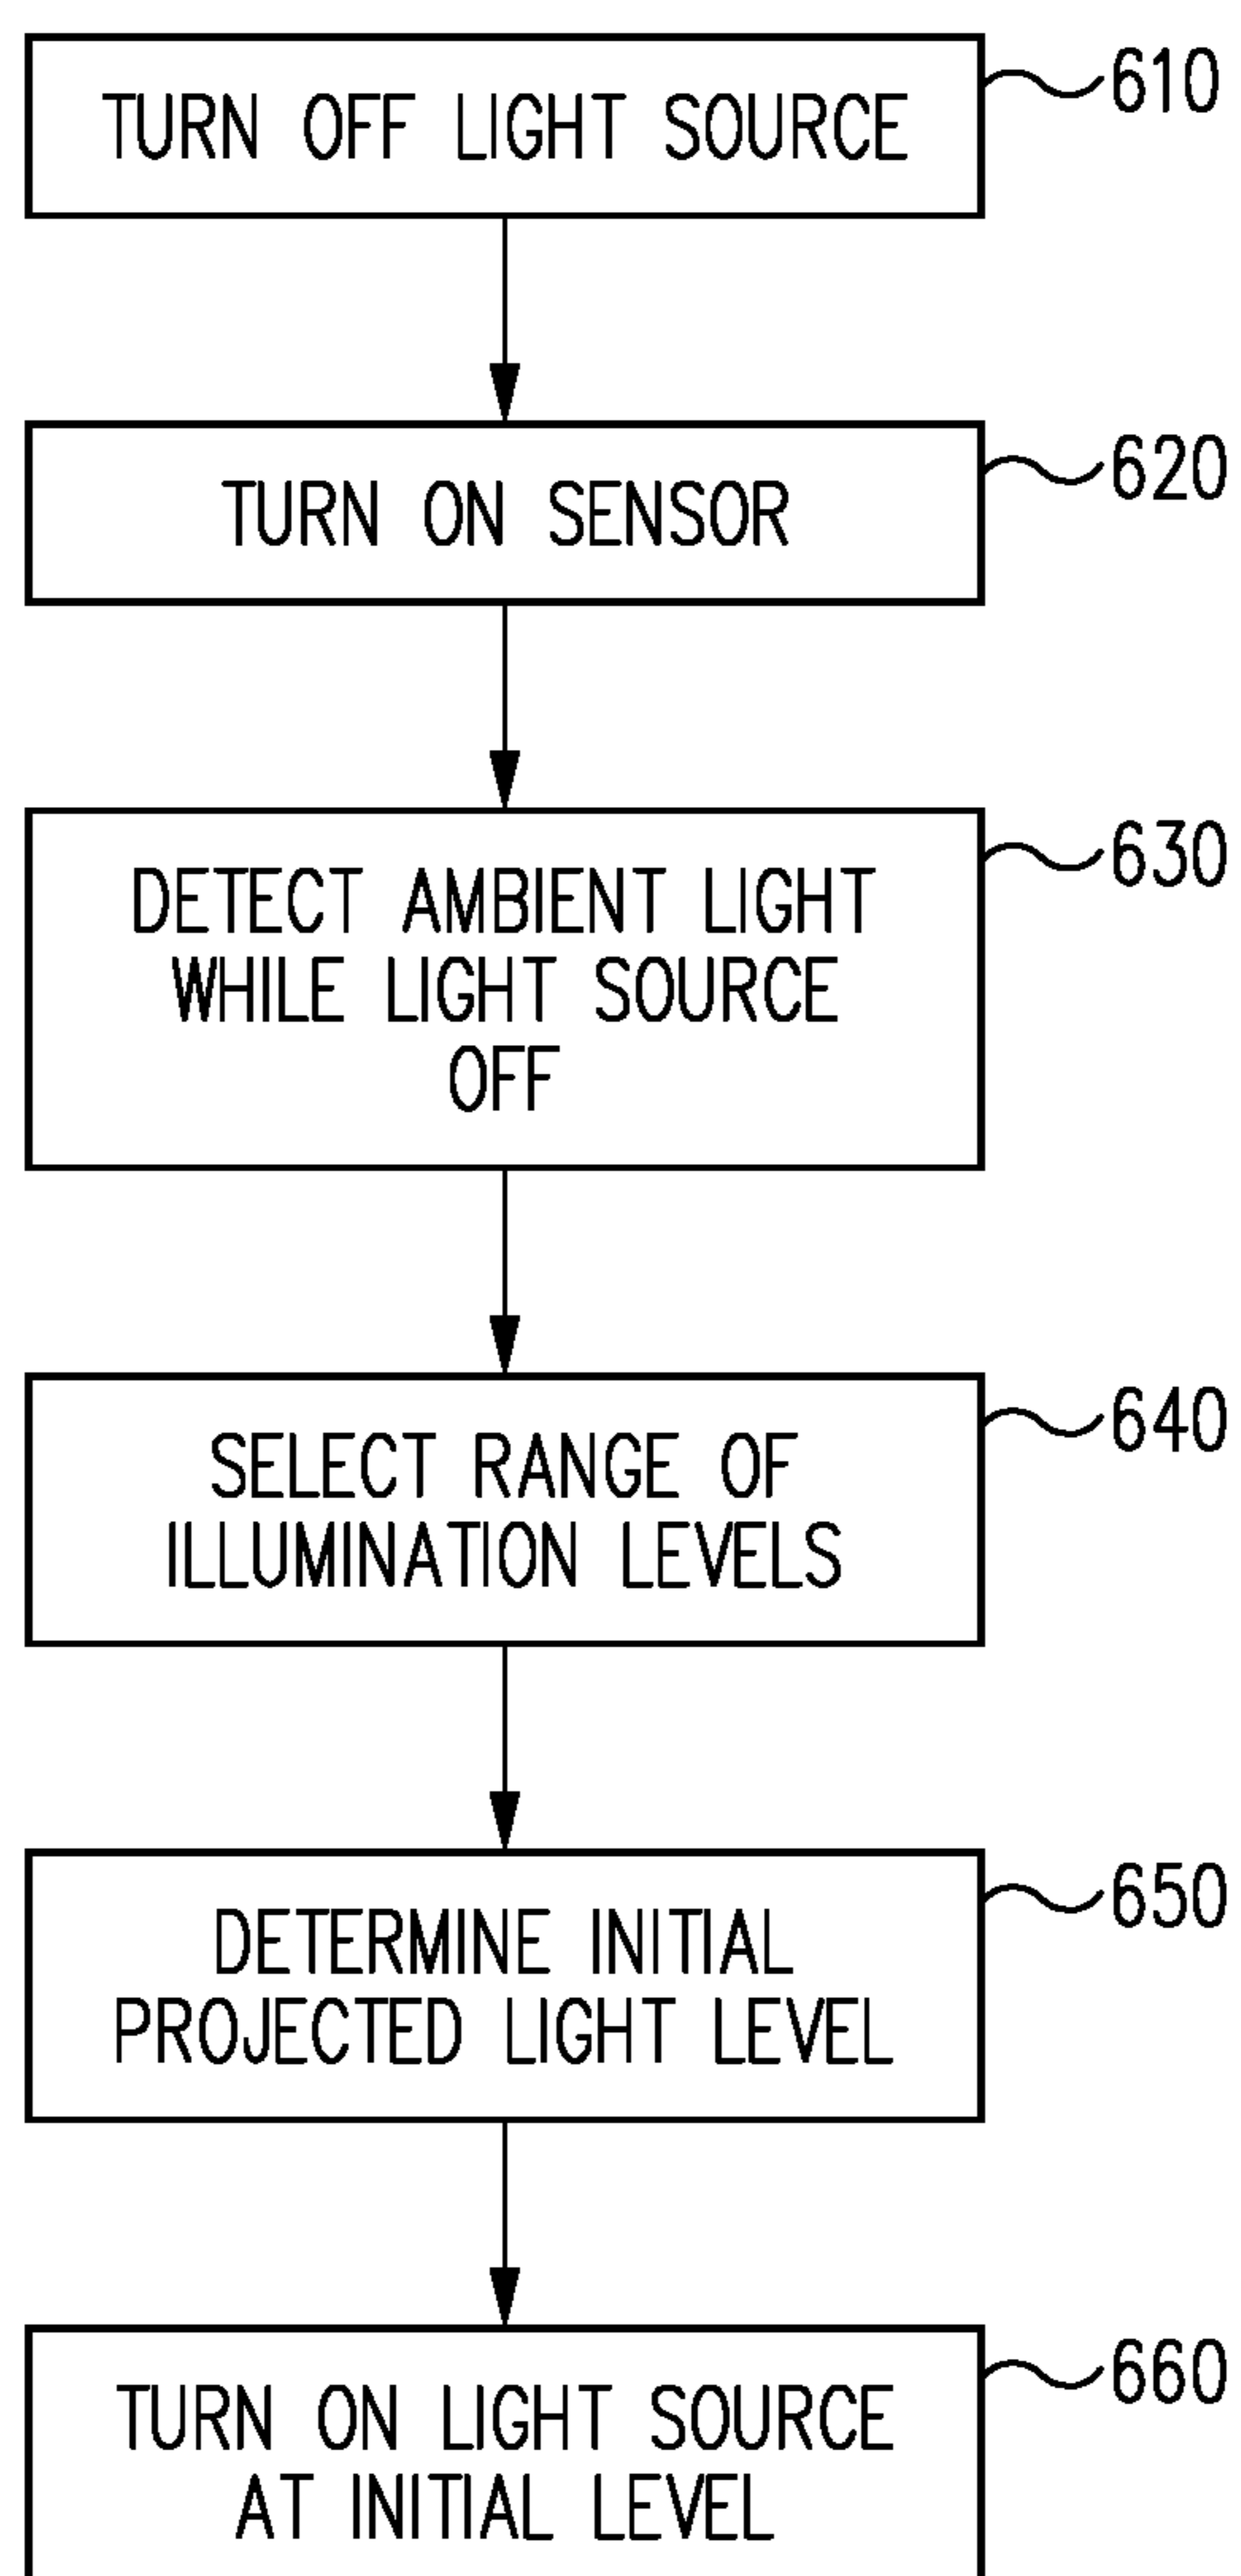 TURN OFF LIGHT SOURCE
610
TURN ON SENSOR
620
DETECT AMBIENT LIGHT
WHILE LIGHT SOURCE
OFF
630
SELECT RANGE OF
ILLUMINATION LEVELS
640
DETERMINE INITIAL
PROJECTED LIGHT LEVEL
650
TURN ON LIGHT SOURCE
AT INITIAL LEVEL
660